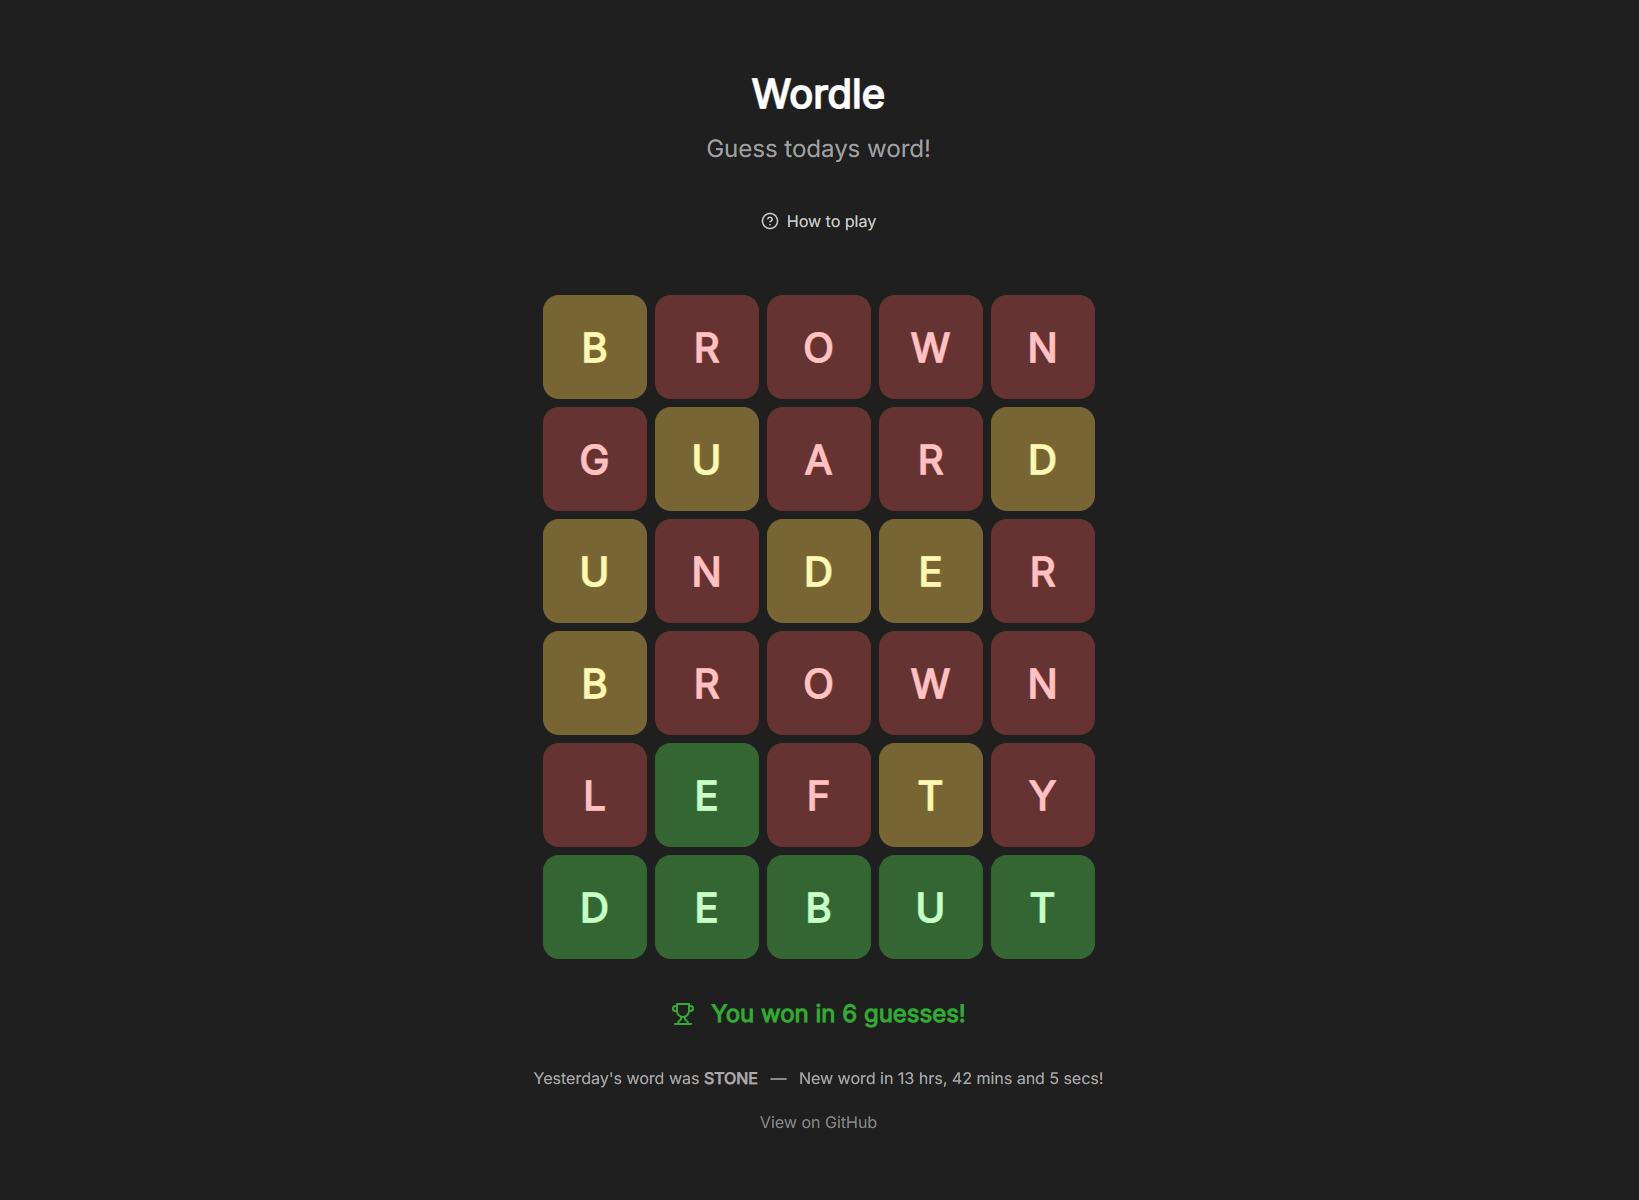 Wordle
Guess todays word!
How to play
B R O W N
G U A R D
U N D E R
B R O W N
L E F T Y
D E B U T
You won in 6 guesses!
Yesterday's word was STONE — New word in 13 hrs, 42 mins and 5 secs!
View on GitHub